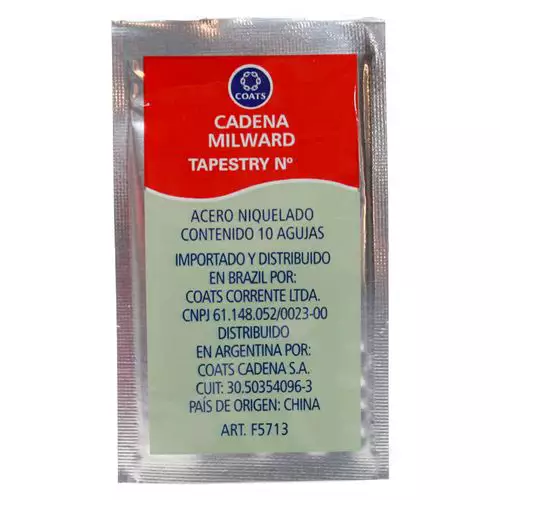 COATS
CADENA
MILWARD
TAPESTRY Nº
ACERO NIQUELADO
CONTENIDO 10 AGUJAS
IMPORTADO Y DISTRIBUIDO
EN BRAZIL POR:
COATS CORRENTE LTDA.
CNPJ 61.148.052/0023-00
DISTRIBUIDO
EN ARGENTINA POR:
COATS CADENA S.A.
CUIT: 30.50354096-3
PAÍS DE ORIGEN: CHINA
ART. F5713